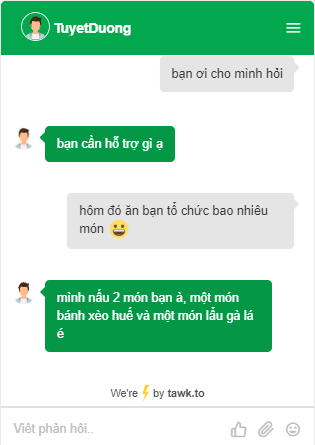 TuyetDuong
bạn ơi cho mình hỏi
bạn cần hỗ trợ gì ạ
hôm đó ăn bạn tổ chức bao nhiêu
món 😀
mình nấu 2 món bạn à, một món
bánh xèo huế và một món lẩu gà lá
é
We're ⚡ by tawk.to
Viết phản hồi..